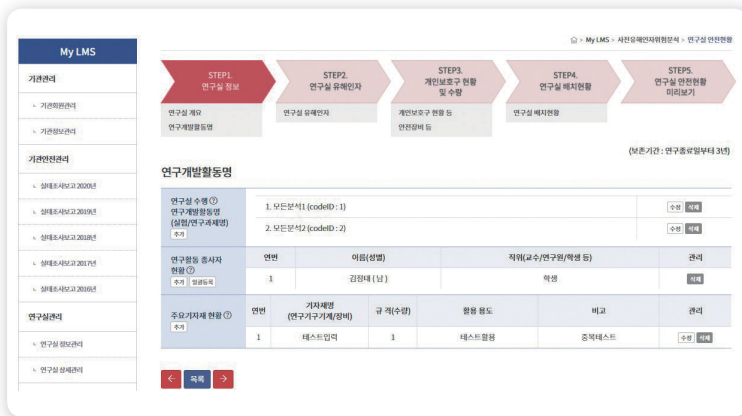 > My LMS > 사전유해인자위험분석 > 연구실 안전현황
My LMS
기관관리
기관회원관리
기관정보관리
기관안전관리
실태조사보고 2020년
실태조사보고 2019년
실태조사보고 2018년
실태조사보고 2017년
실태조사보고 2016년
연구실관리
연구실 정보관리
연구실 상세관리
STEP1.
연구실 정보
STEP2.
연구실 유해인자
STEP3.
개인보호구 현황
및 수량
STEP4.
연구실 배치현황
STEP5.
연구실 안전현황
미리보기
연구실 개요
연구개발활동명
연구실 유해인자
개인보호구 현황 등
안전장비 등
연구실 배치현황
(보존기간 : 연구종료일부터 3년)
연구개발활동명
연구실 수행 ?
연구개발활동명
(실험/연구과제명)
추가
1. 모든분석1 (codeID : 1) 수정 삭제
2. 모든분석2 (codeID : 2) 수정 삭제
연구활동 종사자
현황 ?
추가 일괄등록
연번 이름(성별) 직위(교수/연구원/학생 등) 관리
1 김정태 ( 남 ) 학생 삭제
주요기자재 현황 ?
추가
연번 기자재명
(연구기구기계/장비) 규 격(수량) 활용 용도 비고 관리
1 테스트입력 1 테스트활용 중복테스트 수정 삭제
← 목록 →